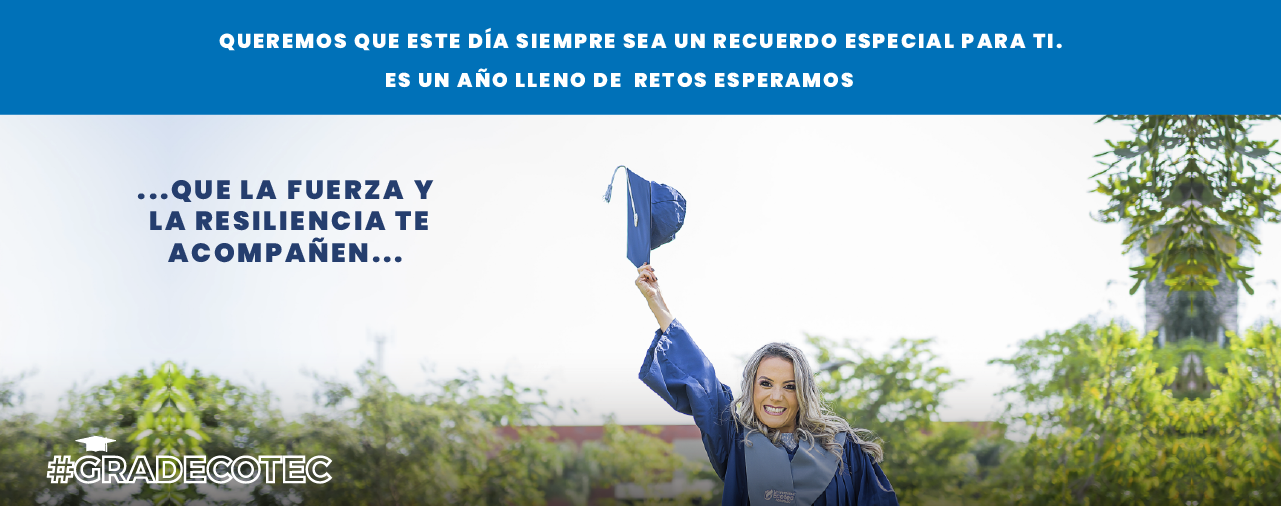 QUEREMOS QUE ESTE DÍA SIEMPRE SEA UN RECUERDO ESPECIAL PARA TI.
ES UN AÑO LLENO DE RETOS ESPERAMOS
...QUE LA FUERZA Y
LA RESILIENCIA TE
ACOMPAÑEN...
#GRADECOTEC